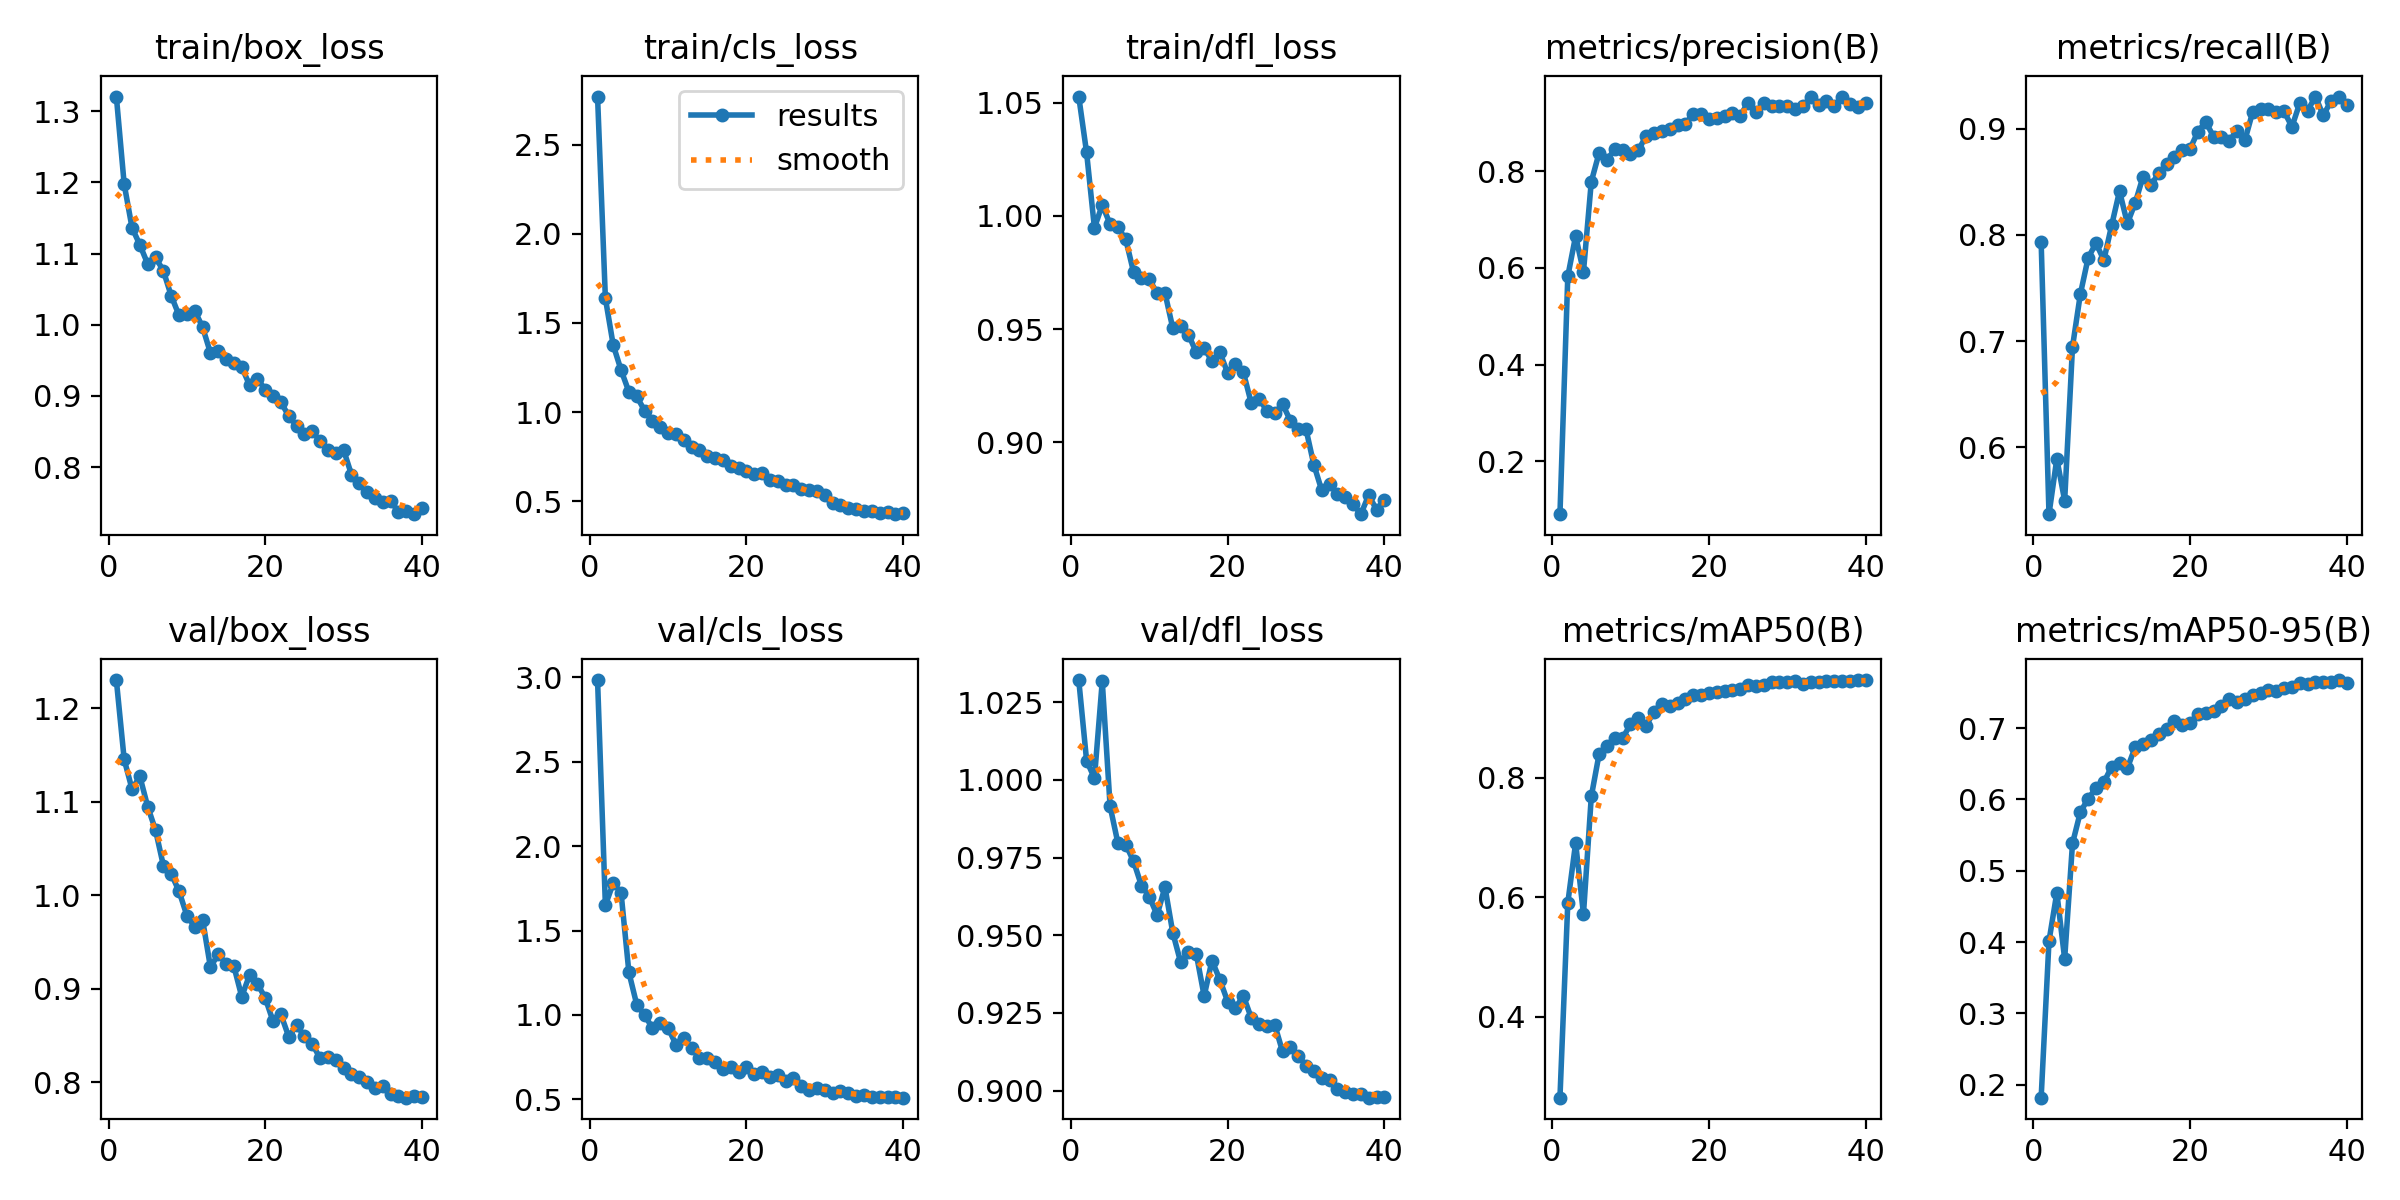 train/box_loss
1.3
1.2
1.1
1.0
0.9
0.8
0 20 40
train/cls_loss
results
smooth
2.5
2.0
1.5
1.0
0.5
0 20 40
train/dfl_loss
1.05
1.00
0.95
0.90
0 20 40
metrics/precision(B)
0.8
0.6
0.4
0.2
0 20 40
metrics/recall(B)
0.9
0.8
0.7
0.6
0 20 40
val/box_loss
1.2
1.1
1.0
0.9
0.8
0 20 40
val/cls_loss
3.0
2.5
2.0
1.5
1.0
0.5
0 20 40
val/dfl_loss
1.025
1.000
0.975
0.950
0.925
0.900
0 20 40
metrics/mAP50(B)
0.8
0.6
0.4
0 20 40
metrics/mAP50-95(B)
0.7
0.6
0.5
0.4
0.3
0.2
0 20 40